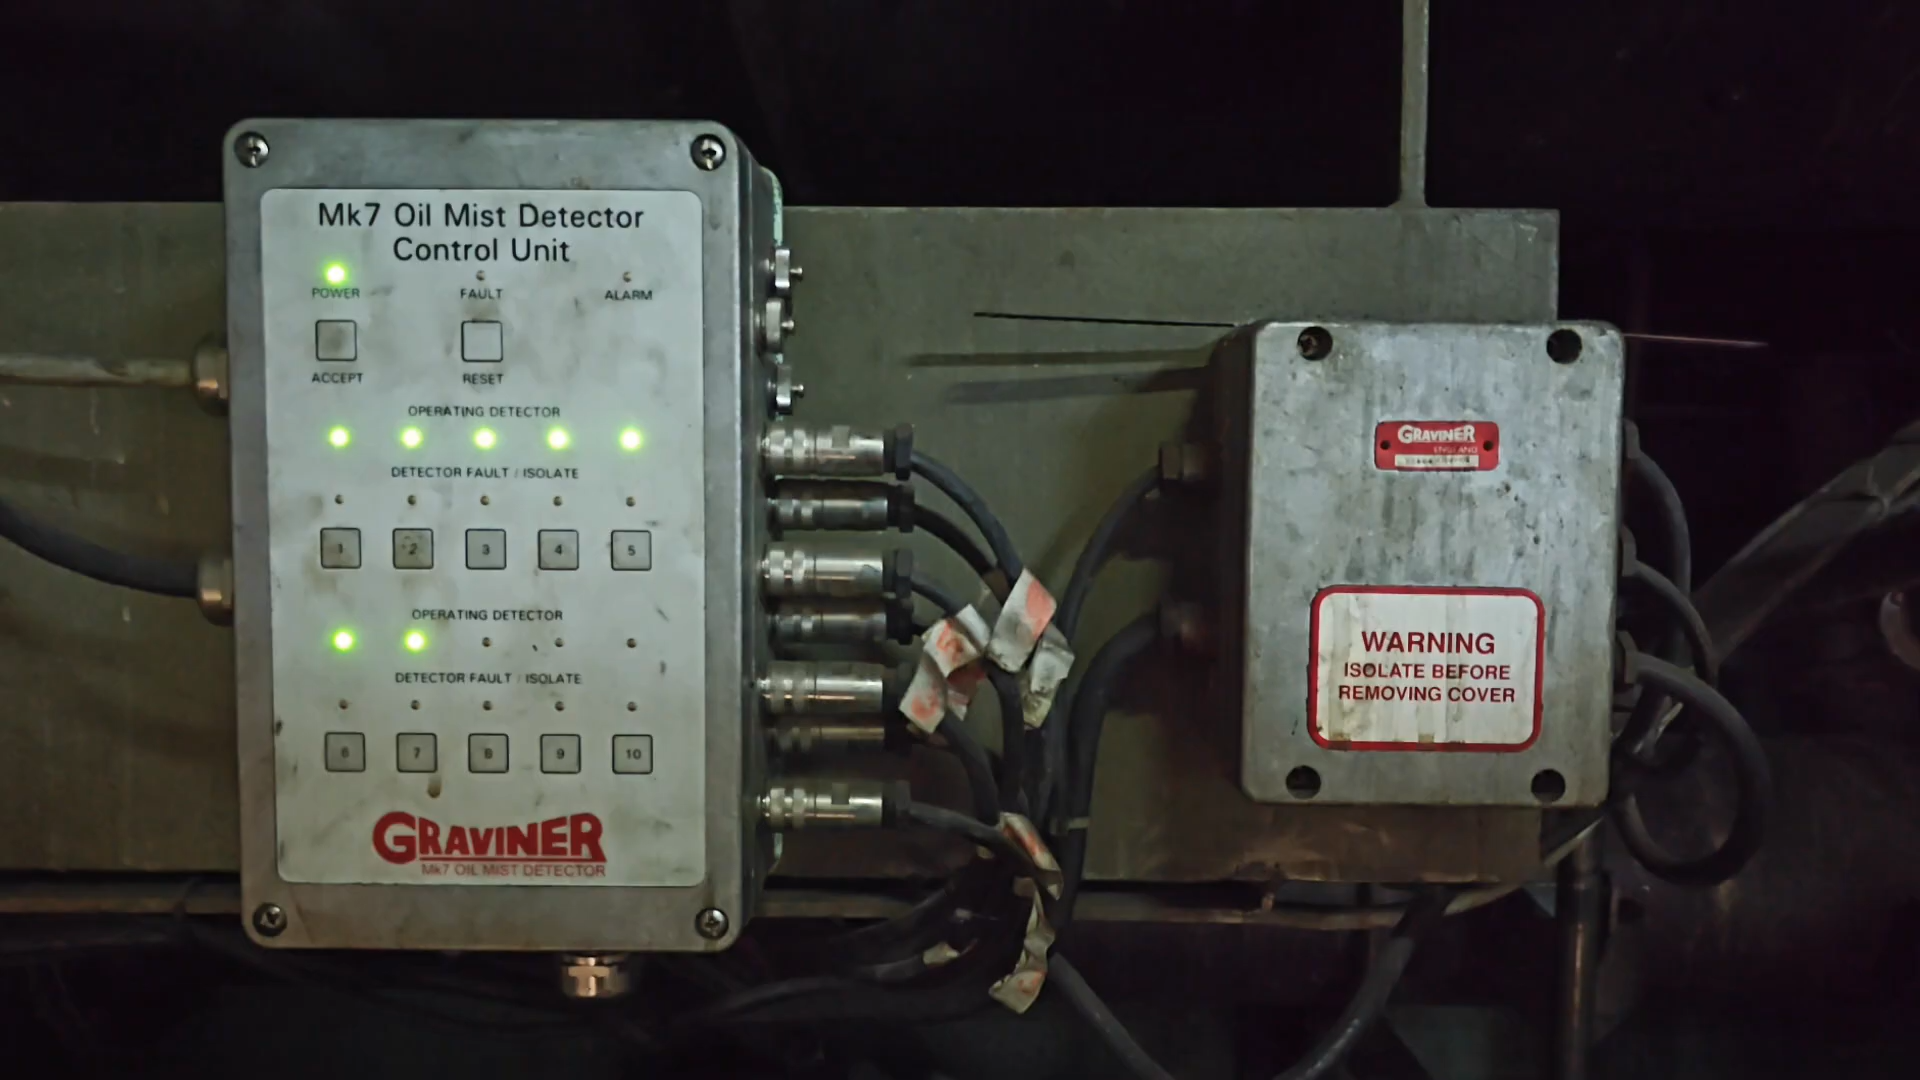 Mk7 Oil Mist Detector
Control Unit
POWER FAULT ALARM
ACCEPT RESET
OPERATING DETECTOR
DETECTOR FAULT / ISOLATE
1 2 3 4 5
OPERATING DETECTOR
DETECTOR FAULT / ISOLATE
6 7 8 9 10
GRAVINER
Mk7 OIL MIST DETECTOR
GRAVINER
ENGLAND
WARNING
ISOLATE BEFORE
REMOVING COVER